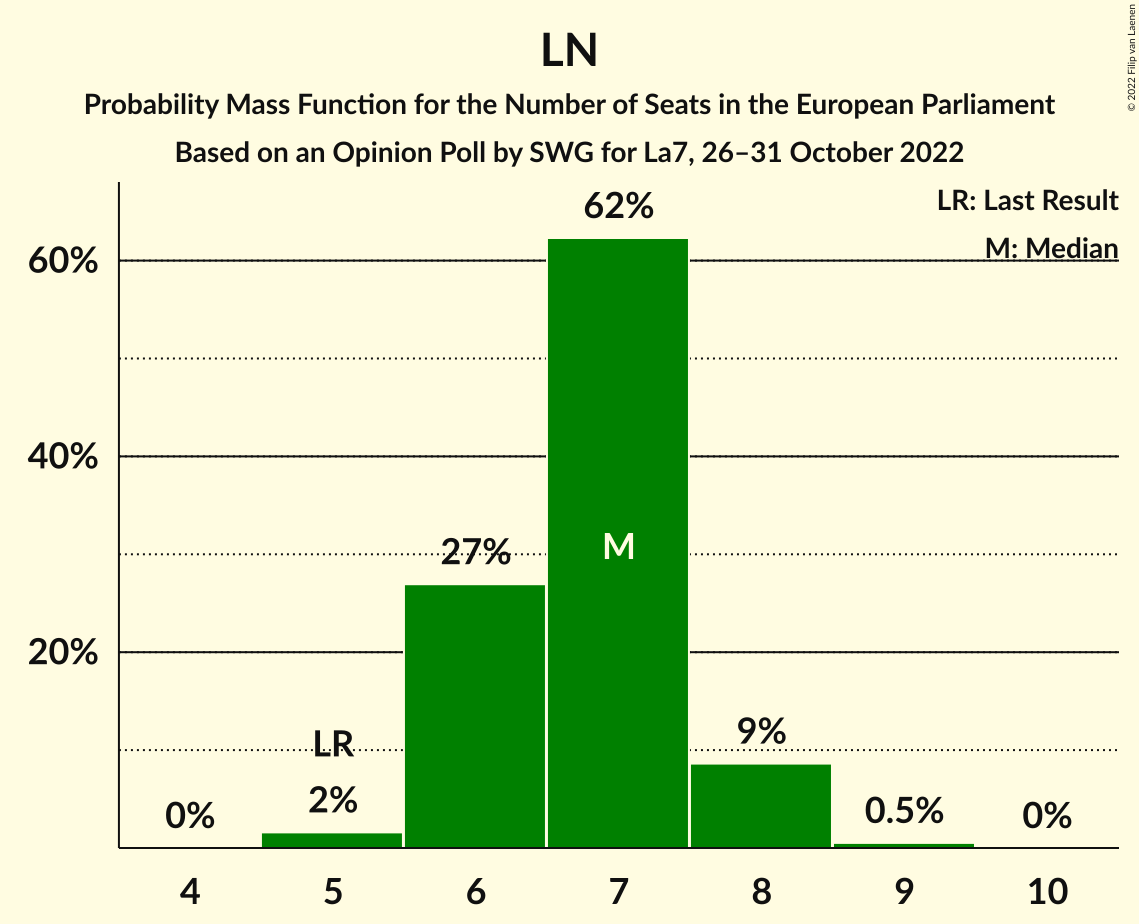 LN
Probability Mass Function for the Number of Seats in the European Parliament
Based on an Opinion Poll by SWG for La7, 26–31 October 2022
© 2022 Filip van Laenen
LR: Last Result
M: Median
62%
60%
40%
27%
M
20%
LR
9%
2%
0%
0.5%
0%
4 5 6 7 8 9 10